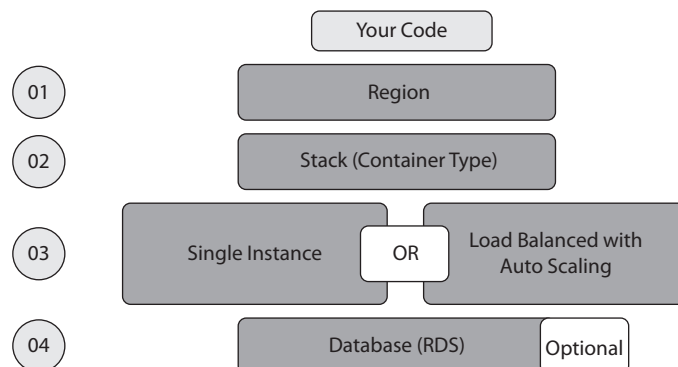 Your Code
01
Region
02
Stack (Container Type)
03
Single Instance
OR
Load Balanced with
Auto Scaling
04
Database (RDS)
Optional